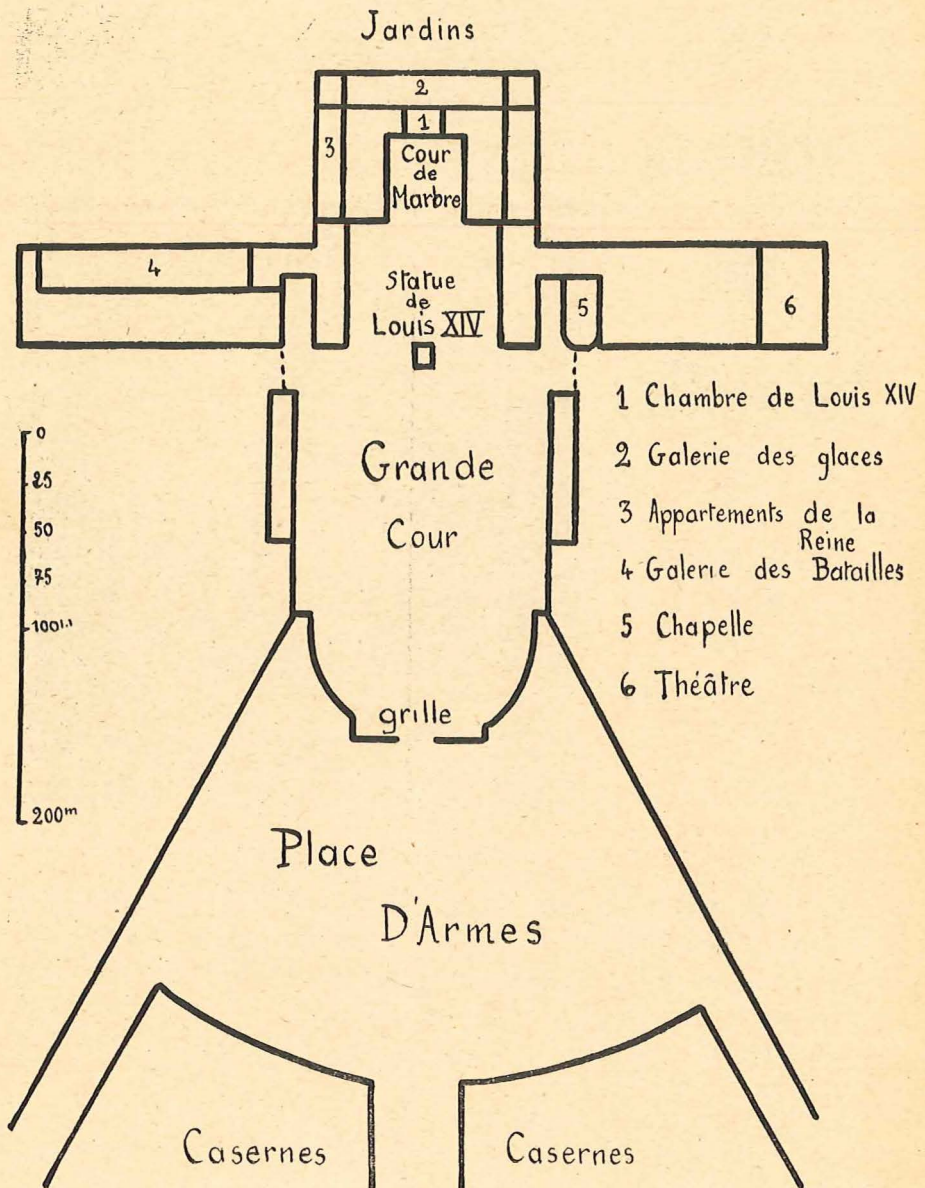 Jardins
2
1
3
Cour
de
Marbre
4
Statue
de
Louis XIV
5
6
1 Chambre de Louis XIV
2 Galerie des glaces
3 Appartements de la
Reine
4 Galerie des Batailles
5 Chapelle
6 Théâtre
0
25
50
75
100m
200m
Grande
Cour
grille
Place
D'Armes
Casernes
Casernes